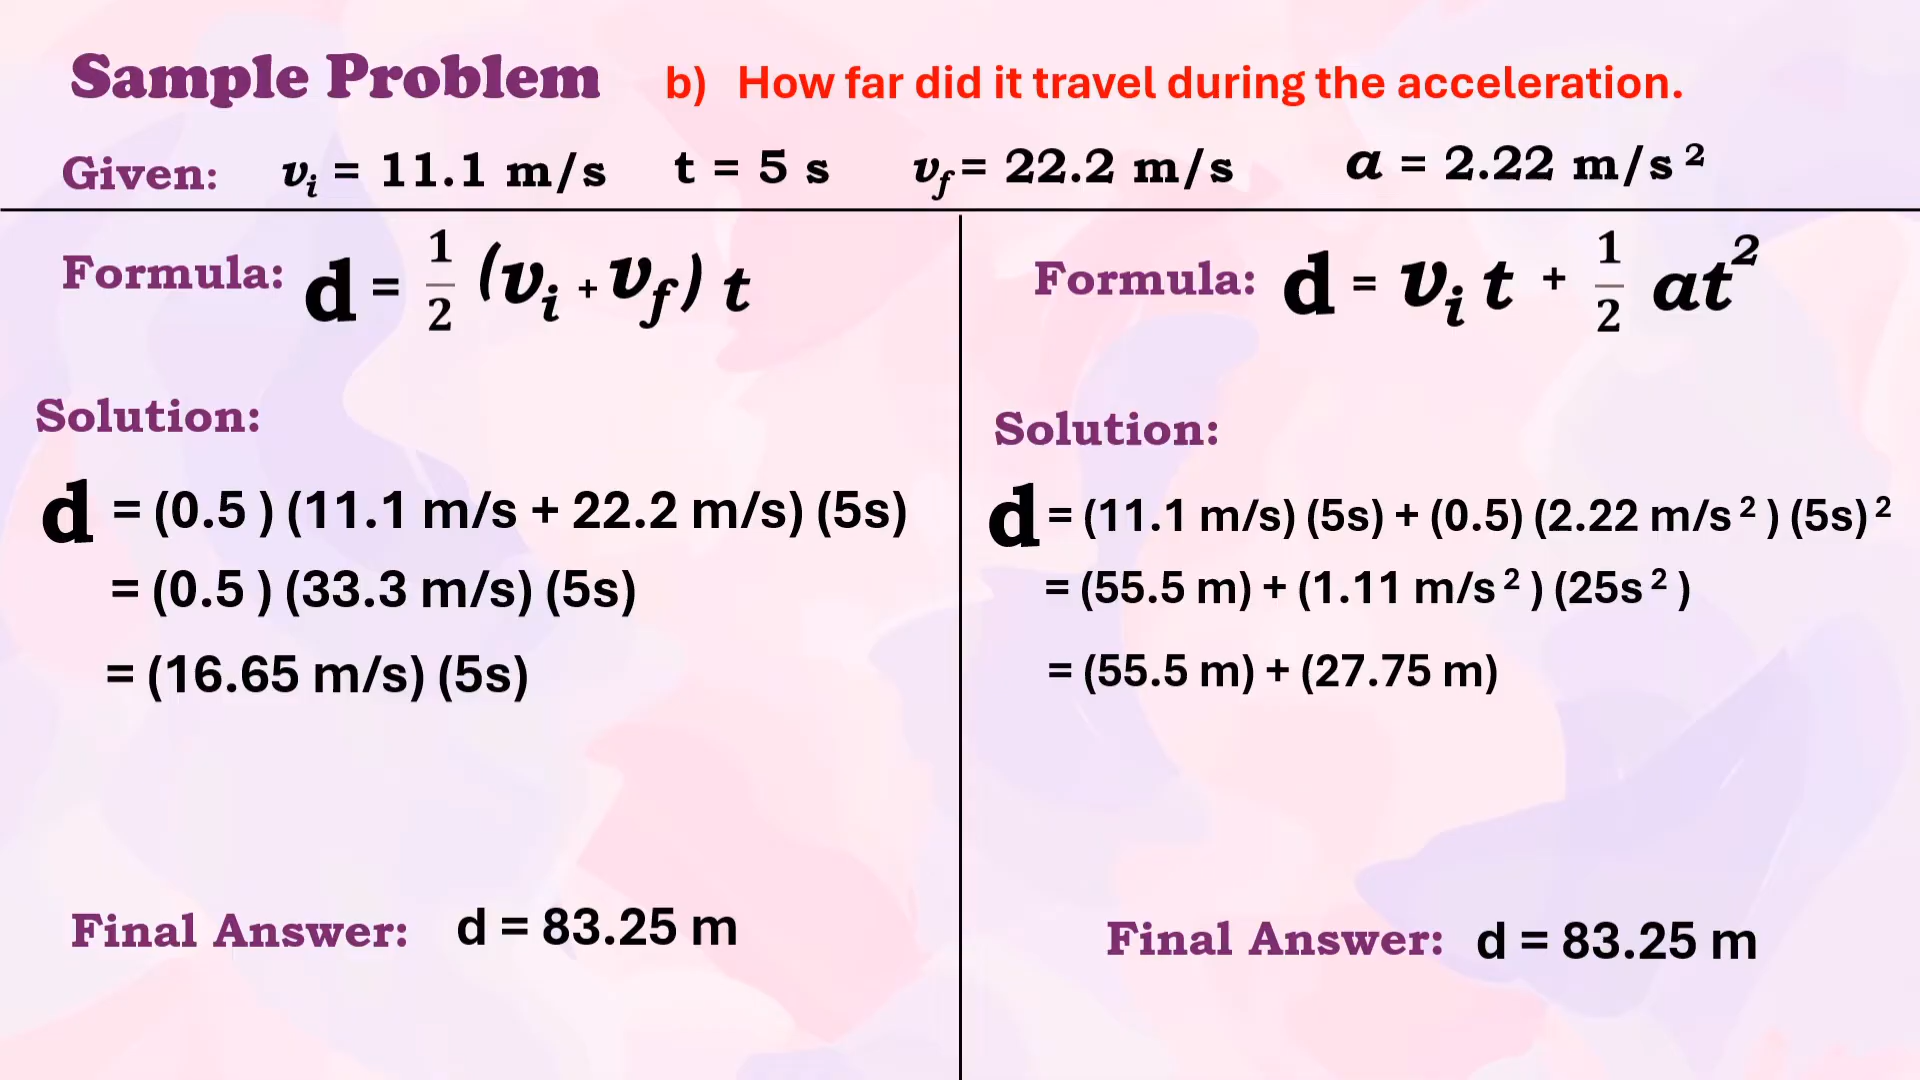 Sample Problem b) How far did it travel during the acceleration.
Given: vᵢ = 11.1 m/s t = 5 s v_f = 22.2 m/s a = 2.22 m/s²
Formula: d = 1/2 (vᵢ + v_f) t
Solution:
d = (0.5 ) (11.1 m/s + 22.2 m/s) (5s)
= (0.5 ) (33.3 m/s) (5s)
= (16.65 m/s) (5s)
Final Answer: d = 83.25 m
Formula: d = vᵢ t + 1/2 at²
Solution:
d = (11.1 m/s) (5s) + (0.5) (2.22 m/s² ) (5s)²
= (55.5 m) + (1.11 m/s² ) (25s² )
= (55.5 m) + (27.75 m)
Final Answer: d = 83.25 m